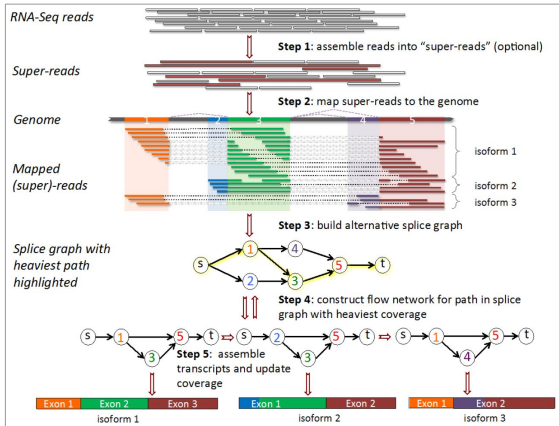 RNA-Seq reads
Step 1: assemble reads into "super-reads" (optional)
Super-reads
Step 2: map super-reads to the genome
Genome
1 2 3 4 5
Mapped
(super)-reads
isoform 1
isoform 2
isoform 3
Step 3: build alternative splice graph
Splice graph with
heaviest path
highlighted
s 1 4 2 3 5 t
Step 4: construct flow network for path in splice
graph with heaviest coverage
s 1 3 5 t
s 2 3 5 t
s 1 4 5 t
Step 5: assemble
transcripts and update
coverage
Exon 1 Exon 2 Exon 3
isoform 1
Exon 1 Exon 2
isoform 2
Exon 1 Exon 2
isoform 3